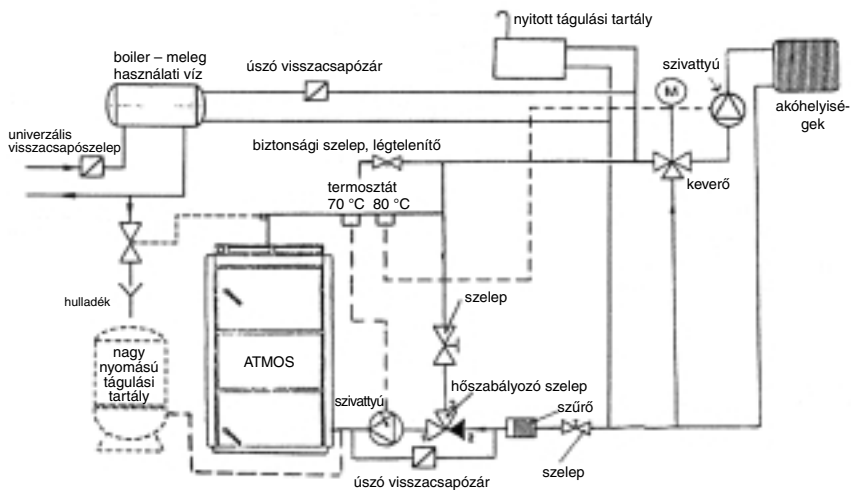 nyitott tágulási tartály
boiler – meleg
használati víz
úszó visszacsapózár
szivattyú
M
akóhelyisé-
gek
univerzális
visszacsapószelep
biztonsági szelep, légtelenítő
keverő
termosztát
70 °C 80 °C
hulladék
szelep
nagy
nyomású
tágulási
tartály
ATMOS
hőszabályozó szelep
szivattyú
szűrő
szelep
úszó visszacsapózár